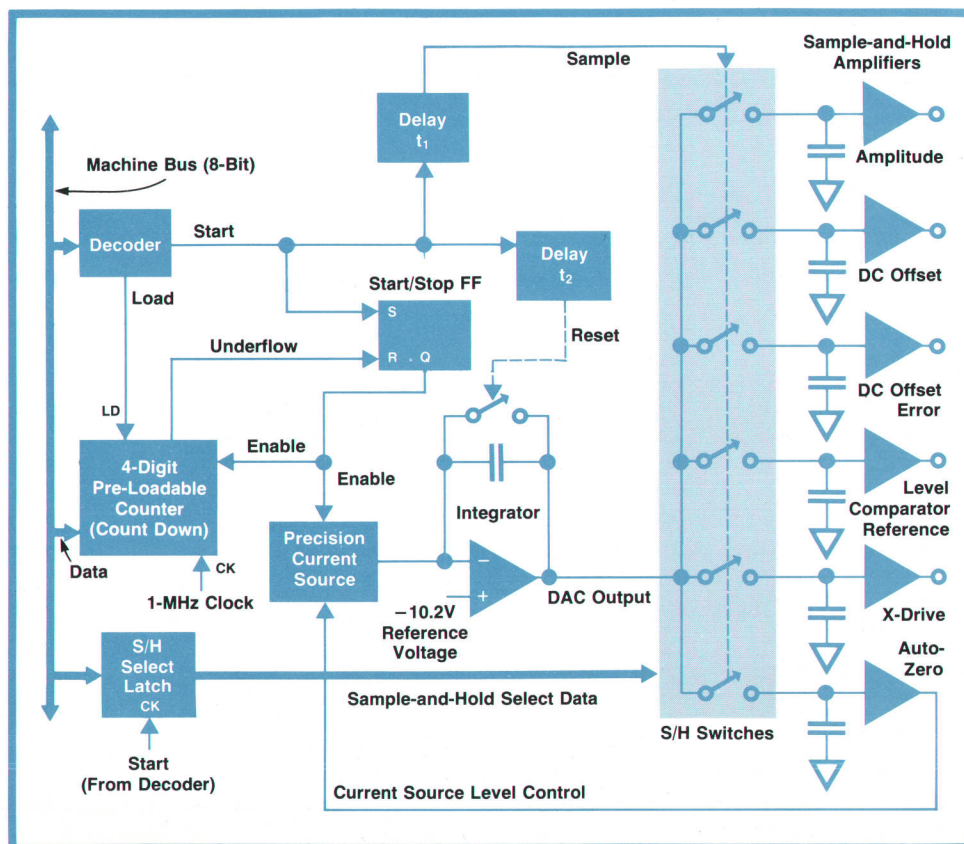 Sample-and-Hold
Amplifiers
Sample
Delay
t1
Amplitude
Machine Bus (8-Bit)
Decoder
Start
Delay
t2
DC Offset
Load
Start/Stop FF
S
R
Q
Underflow
Reset
DC Offset
Error
LD
Enable
Enable
4-Digit
Pre-Loadable
Counter
(Count Down)
Integrator
Level
Comparator
Reference
Precision
Current
Source
−
+
Data
CK
1-MHz Clock
−10.2V
Reference
Voltage
DAC Output
X-Drive
S/H
Select
Latch
CK
Auto-
Zero
Sample-and-Hold Select Data
S/H Switches
Start
(From Decoder)
Current Source Level Control